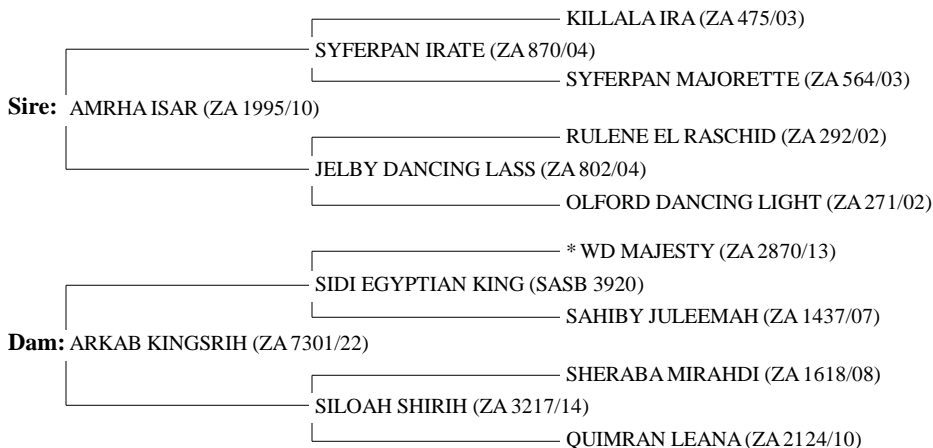 KILLALA IRA (ZA 475/03)
SYFERPAN IRATE (ZA 870/04)
SYFERPAN MAJORETTE (ZA 564/03)
Sire: AMRHA ISAR (ZA 1995/10)
RULENE EL RASCHID (ZA 292/02)
JELBY DANCING LASS (ZA 802/04)
OLFORD DANCING LIGHT (ZA 271/02)
* WD MAJESTY (ZA 2870/13)
SIDI EGYPTIAN KING (SASB 3920)
SAHIBY JULEEMAH (ZA 1437/07)
Dam: ARKAB KINGSRIH (ZA 7301/22)
SHERABA MIRAHDI (ZA 1618/08)
SILOAH SHIRIH (ZA 3217/14)
QUIMRAN LEANA (ZA 2124/10)